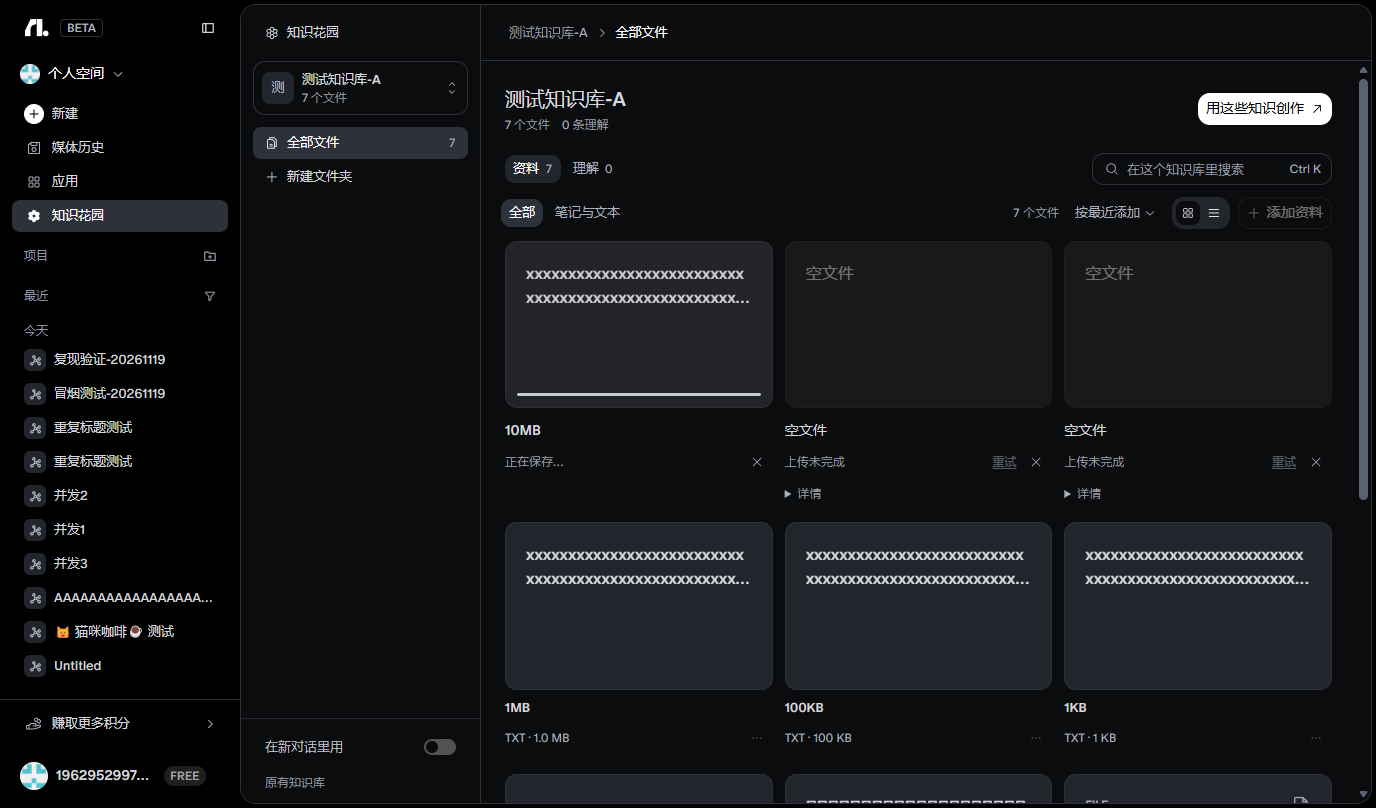 BETA
个人空间
新建
媒体历史
应用
知识花园
项目
最近
今天
复现验证-20261119
冒烟测试-20261119
重复标题测试
重复标题测试
并发2
并发1
并发3
AAAAAAAAAAAAAAAAA...
猫咪咖啡 测试
Untitled
赚取更多积分
1962952997... FREE
知识花园
测
测试知识库-A
7 个文件
全部文件 7
新建文件夹
在新对话里用
原有知识库
测试知识库-A > 全部文件
测试知识库-A
7 个文件 0 条理解
用这些知识创作
资料 7 理解 0
在这个知识库里搜索 Ctrl K
全部 笔记与文本
7 个文件 按最近添加
添加资料
xxxxxxxxxxxxxxxxxxxxxxxxxx
xxxxxxxxxxxxxxxxxxxxxxxxx...
10MB
正在保存...
空文件
空文件
上传未完成 重试
详情
空文件
空文件
上传未完成 重试
详情
xxxxxxxxxxxxxxxxxxxxxxxxxx
xxxxxxxxxxxxxxxxxxxxxxxxx...
1MB
TXT · 1.0 MB
xxxxxxxxxxxxxxxxxxxxxxxxxx
xxxxxxxxxxxxxxxxxxxxxxxxx...
100KB
TXT · 100 KB
xxxxxxxxxxxxxxxxxxxxxxxxxx
xxxxxxxxxxxxxxxxxxxxxxxxx...
1KB
TXT · 1 KB